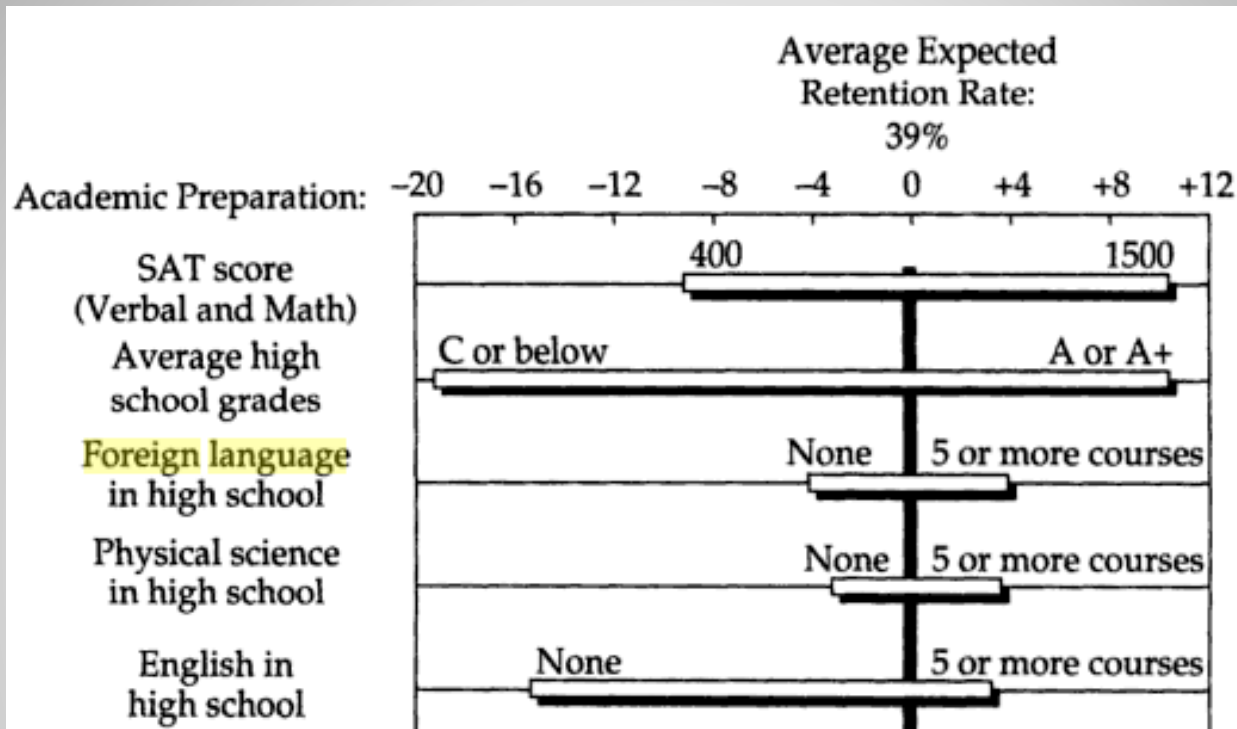 Average Expected
Retention Rate:
39%
Academic Preparation: –20 –16 –12 –8 –4 0 +4 +8 +12
400 1500
SAT score
(Verbal and Math)
C or below A or A+
Average high
school grades
None 5 or more courses
Foreign language
in high school
None 5 or more courses
Physical science
in high school
None 5 or more courses
English in
high school